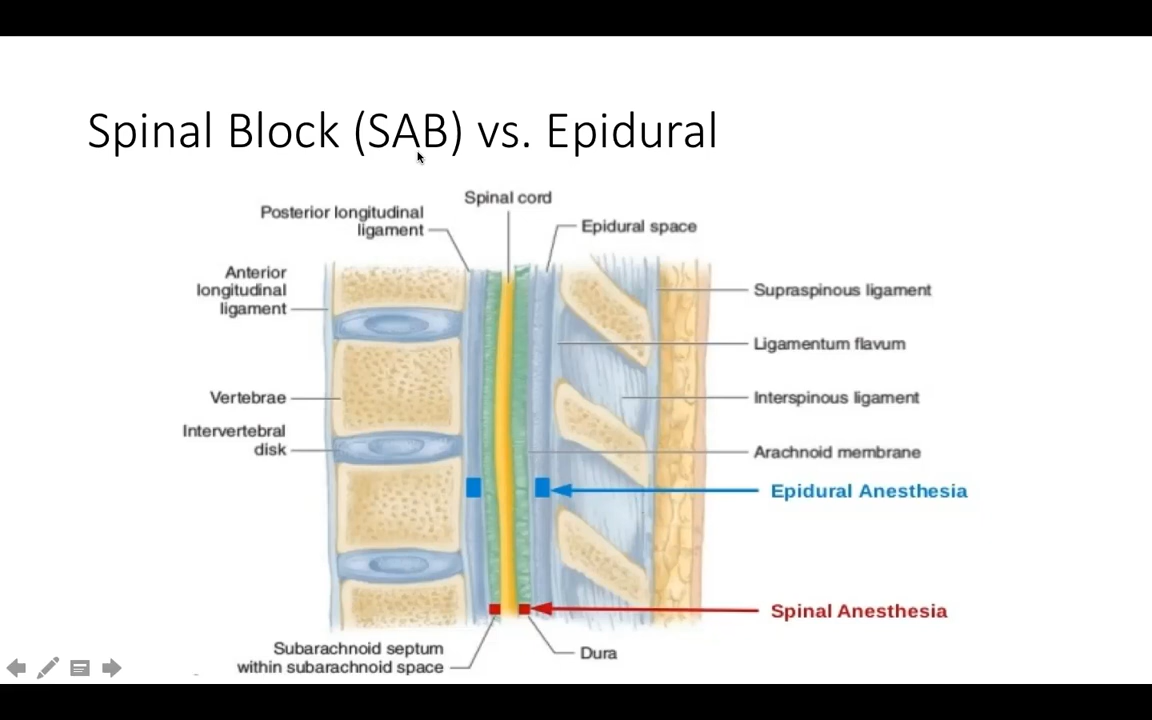 Spinal Block (SAB) vs. Epidural
Spinal cord
Posterior longitudinal
ligament
Epidural space
Anterior
longitudinal
ligament
Supraspinous ligament
Ligamentum flavum
Vertebrae
Interspinous ligament
Intervertebral
disk
Arachnoid membrane
Epidural Anesthesia
Spinal Anesthesia
Subarachnoid septum
within subarachnoid space
Dura